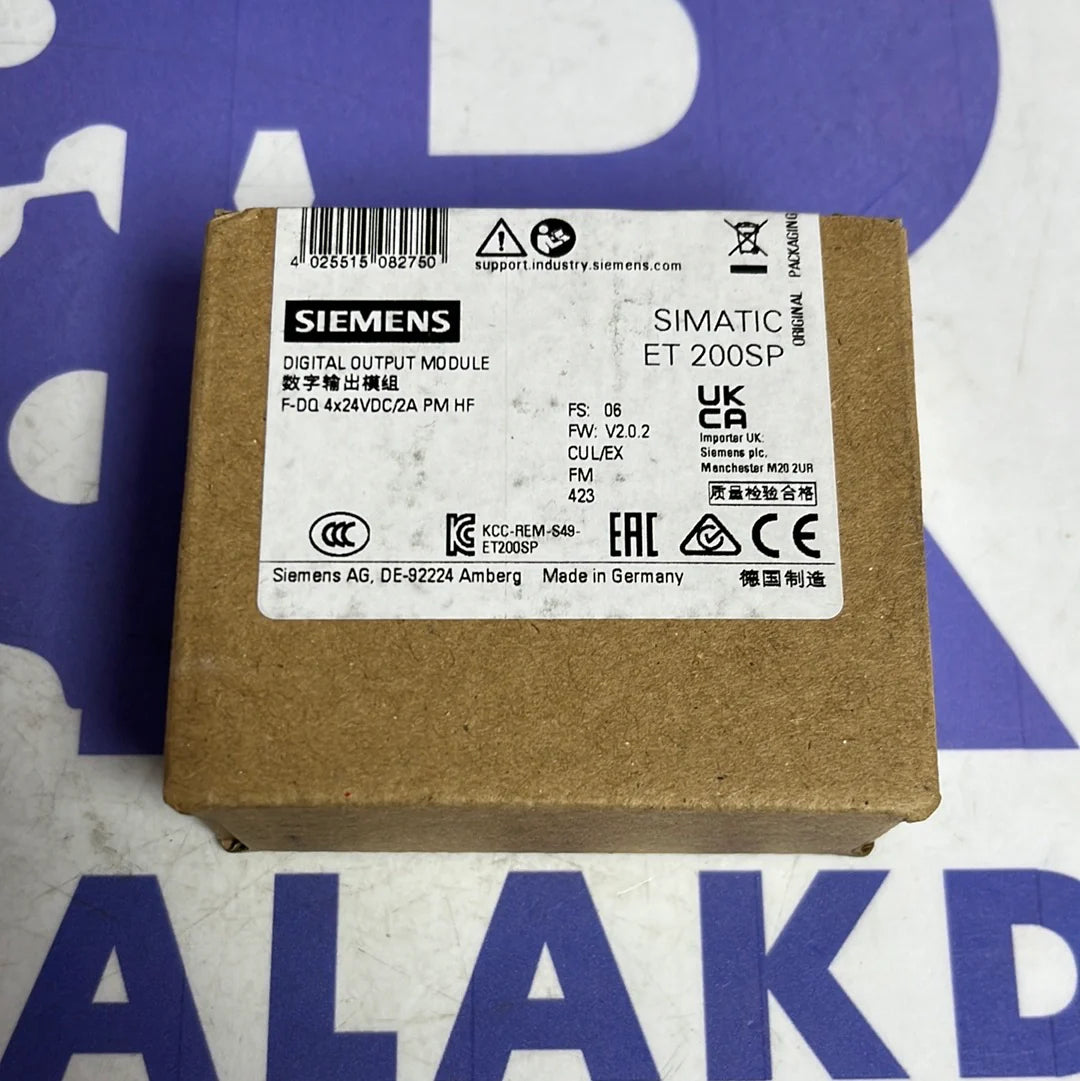 4 025515 082750
support.industry.siemens.com
ORIGINAL PACKAGING
SIEMENS
SIMATIC
ET 200SP
DIGITAL OUTPUT MODULE
数字输出模组
F-DQ 4x24VDC/2A PM HF
FS: 06
FW: V2.0.2
CUL/EX
FM
423
UK
CA
Importer UK:
Siemens plc,
Manchester M20 2UR
质量检验合格
CCC
KC
KCC-REM-S49-
ET200SP
EAC
CE
Siemens AG, DE-92224 Amberg Made in Germany 德国制造
ALAKD